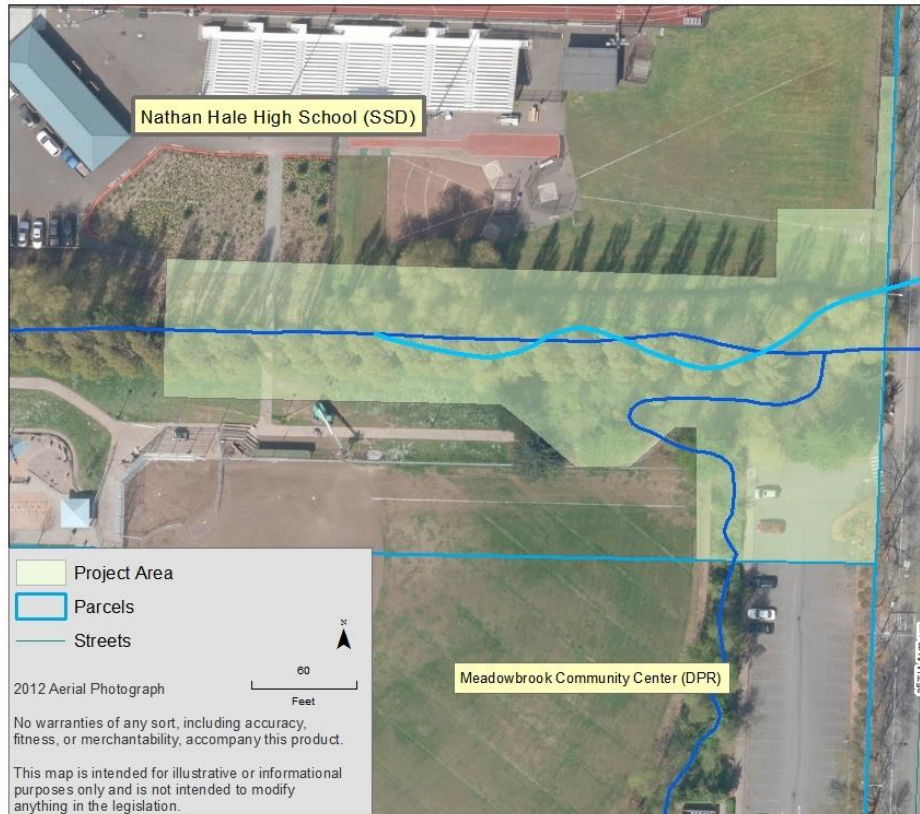 Nathan Hale High School (SSD)
Project Area
Parcels
Streets
N
60
Feet
2012 Aerial Photograph
No warranties of any sort, including accuracy,
fitness, or merchantability, accompany this product.
This map is intended for illustrative or informational
purposes only and is not intended to modify
anything in the legislation.
Meadowbrook Community Center (DPR)